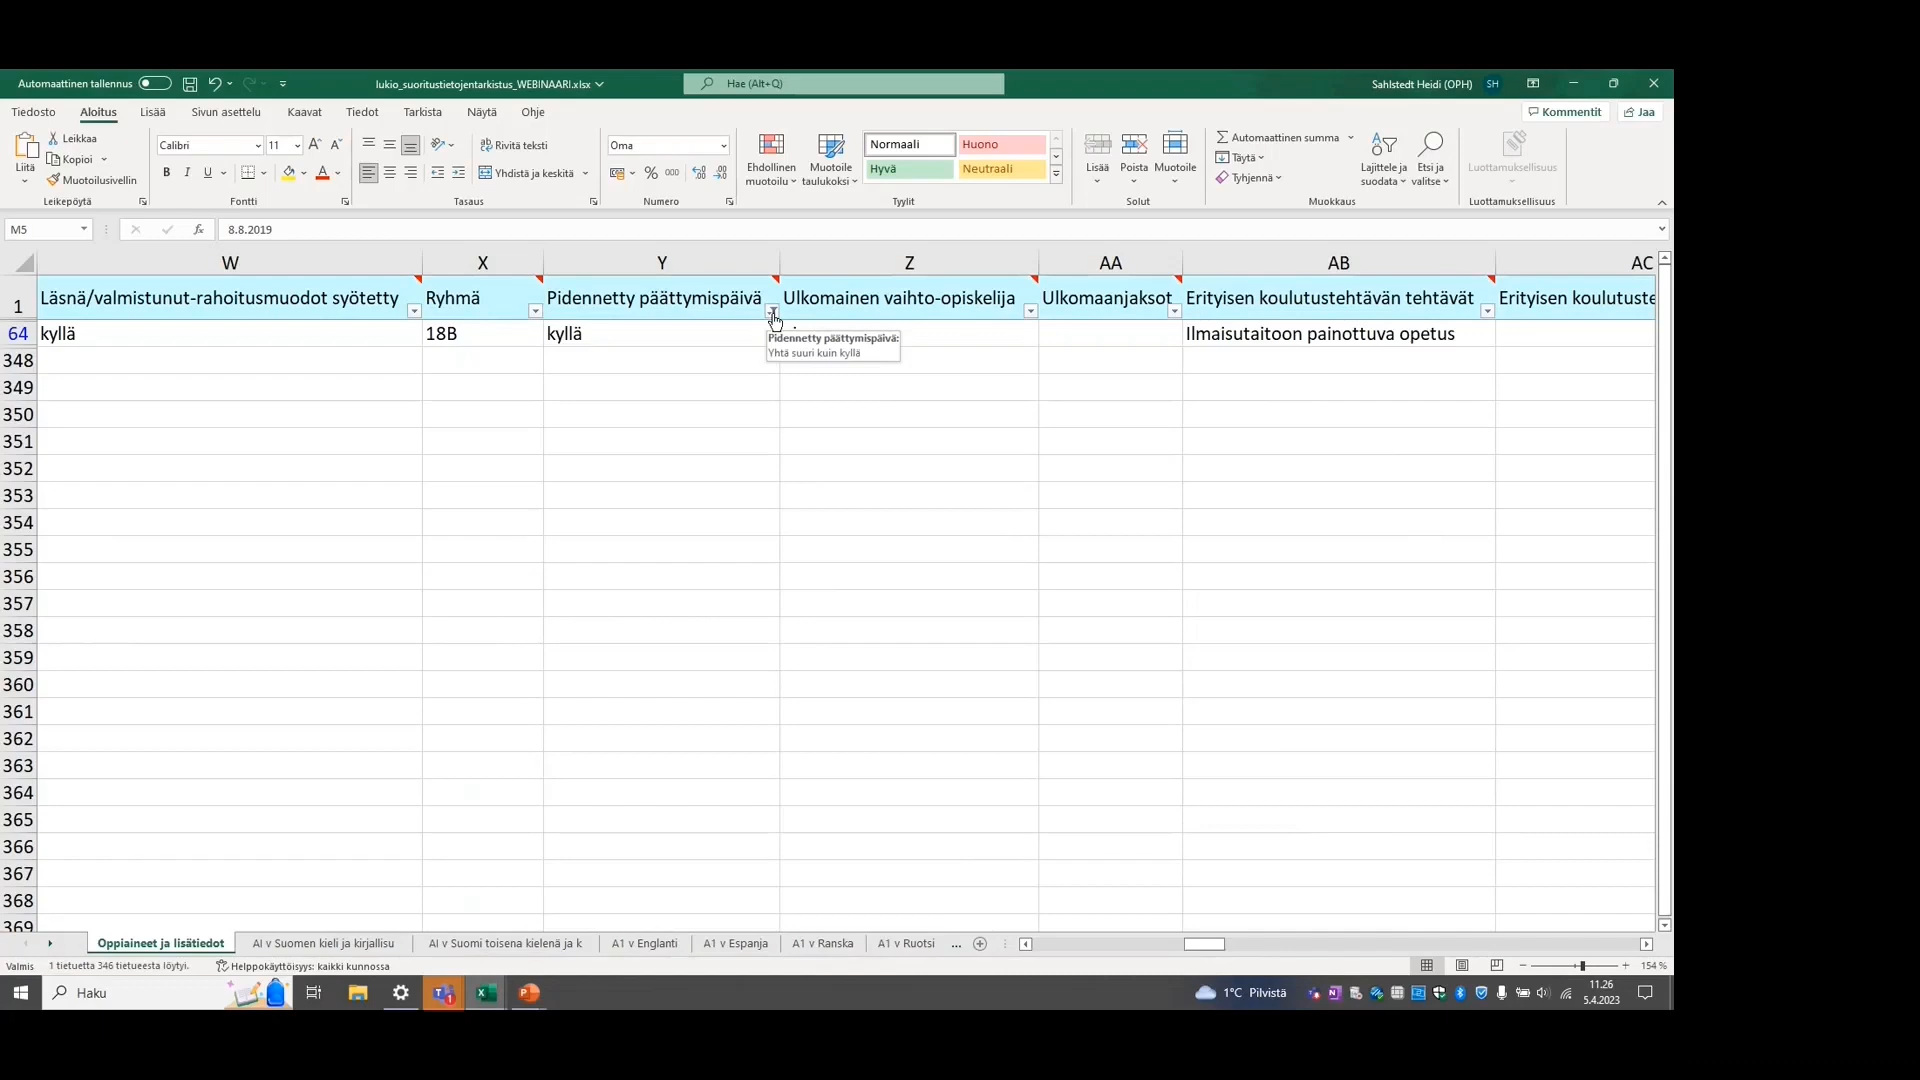 Automaattinen tallennus
lukio_suoritustietojentarkistus_WEBINAARI.xlsx
Hae (Alt+Q)
Sahlstedt Heidi (OPH) SH
Tiedosto Aloitus Lisää Sivun asettelu Kaavat Tiedot Tarkista Näytä Ohje
Kommentit Jaa
Liitä
Leikkaa
Kopioi
Muotoilusivellin
Leikepöytä
Calibri 11
B I U
Fontti
Rivitä teksti
Yhdistä ja keskitä
Tasaus
Oma
% 000
Numero
Ehdollinen muotoilu
Muotoile taulukoksi
Normaali Huono
Hyvä Neutraali
Tyylit
Lisää Poista Muotoile
Solut
Automaattinen summa
Täytä
Tyhjennä
Lajittele ja suodata
Etsi ja valitse
Muokkaus
Luottamuksellisuus
Luottamuksellisuus
M5 fx 8.8.2019
W X Y Z AA AB AC
1 Läsnä/valmistunut-rahoitusmuodot syötetty Ryhmä Pidennetty päättymispäivä Ulkomainen vaihto-opiskelija Ulkomaanjaksot Erityisen koulutustehtävän tehtävät Erityisen koulutuste
64 kyllä 18B kyllä Ilmaisutaitoon painottuva opetus
Pidennetty päättymispäivä:
Yhtä suuri kuin kyllä
348
349
350
351
352
353
354
355
356
357
358
359
360
361
362
363
364
365
366
367
368
369
Oppiaineet ja lisätiedot AI v Suomen kieli ja kirjallisu AI v Suomi toisena kielenä ja k A1 v Englanti A1 v Espanja A1 v Ranska A1 v Ruotsi ...
Valmis 1 tietuetta 346 tietueesta löytyi. Helppokäyttöisyys: kaikki kunnossa 154 %
Haku
1°C Pilvistä
11.26
5.4.2023